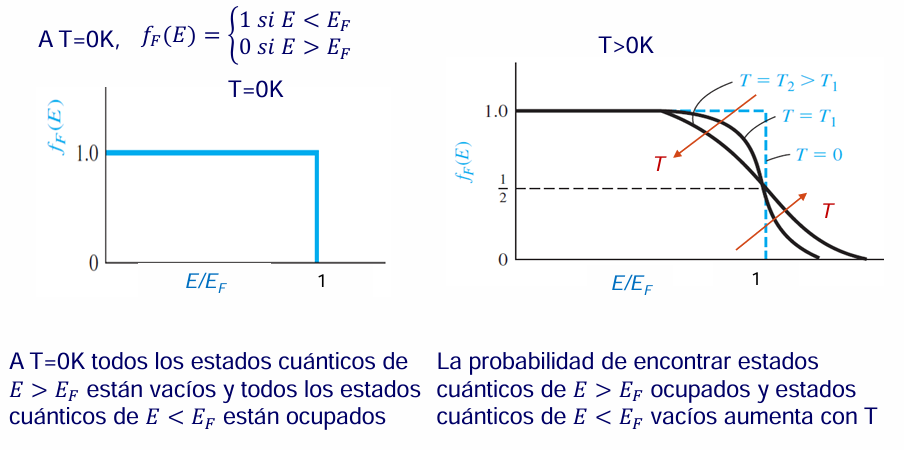 A T=0K, f_F(E) = {1 si E < E_F
0 si E > E_F
T=0K
f_F(E)
1.0
0
E/E_F
1
T>0K
T = T₂ > T₁
1.0
T = T₁
f_F(E)
T
T = 0
1/2
T
0
E/E_F
1
A T=0K todos los estados cuánticos de
E > E_F están vacíos y todos los estados
cuánticos de E < E_F están ocupados
La probabilidad de encontrar estados
cuánticos de E > E_F ocupados y estados
cuánticos de E < E_F vacíos aumenta con T